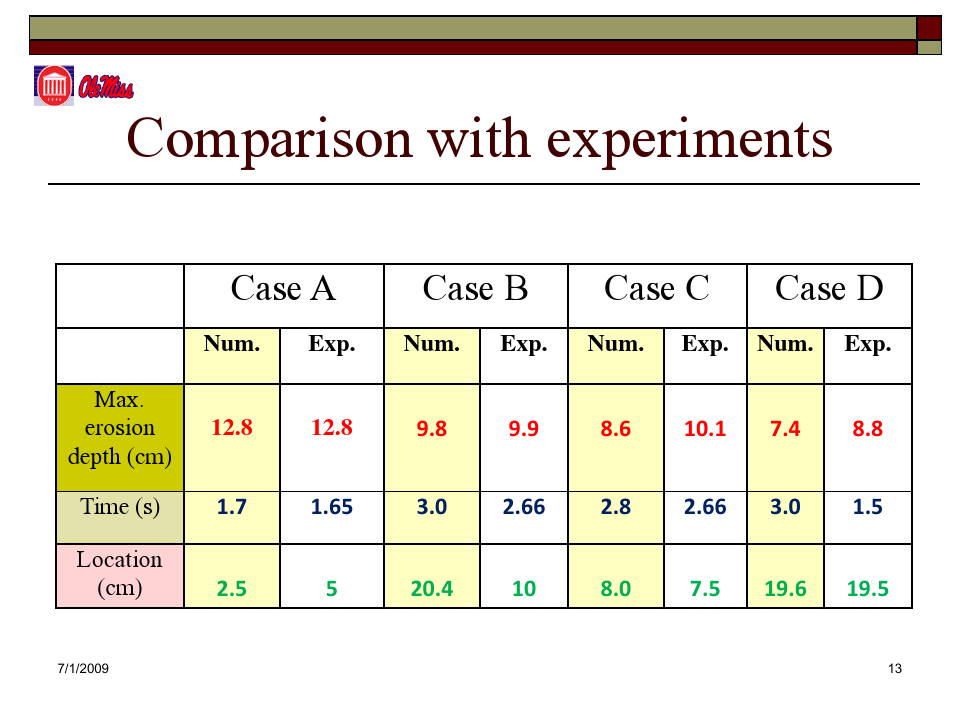 Ole Miss
Comparison with experiments
Case A Case B Case C Case D
Num. Exp. Num. Exp. Num. Exp. Num. Exp.
Max.
erosion
depth (cm)
12.8 12.8 9.8 9.9 8.6 10.1 7.4 8.8
Time (s) 1.7 1.65 3.0 2.66 2.8 2.66 3.0 1.5
Location
(cm) 2.5 5 20.4 10 8.0 7.5 19.6 19.5
7/1/2009 13